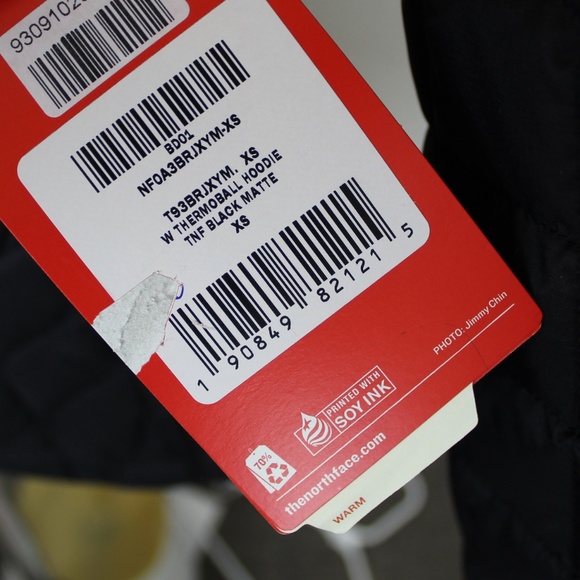 BD01
NF0A3BRJXYM-XS
T93BRJXYM, XS
W THERMOBALL HOODIE
TNF BLACK MATTE
XS
1 90849 82121 5
PHOTO: Jimmy Chin
PRINTED WITH
SOY INK
70%
thenorthface.com
WARM